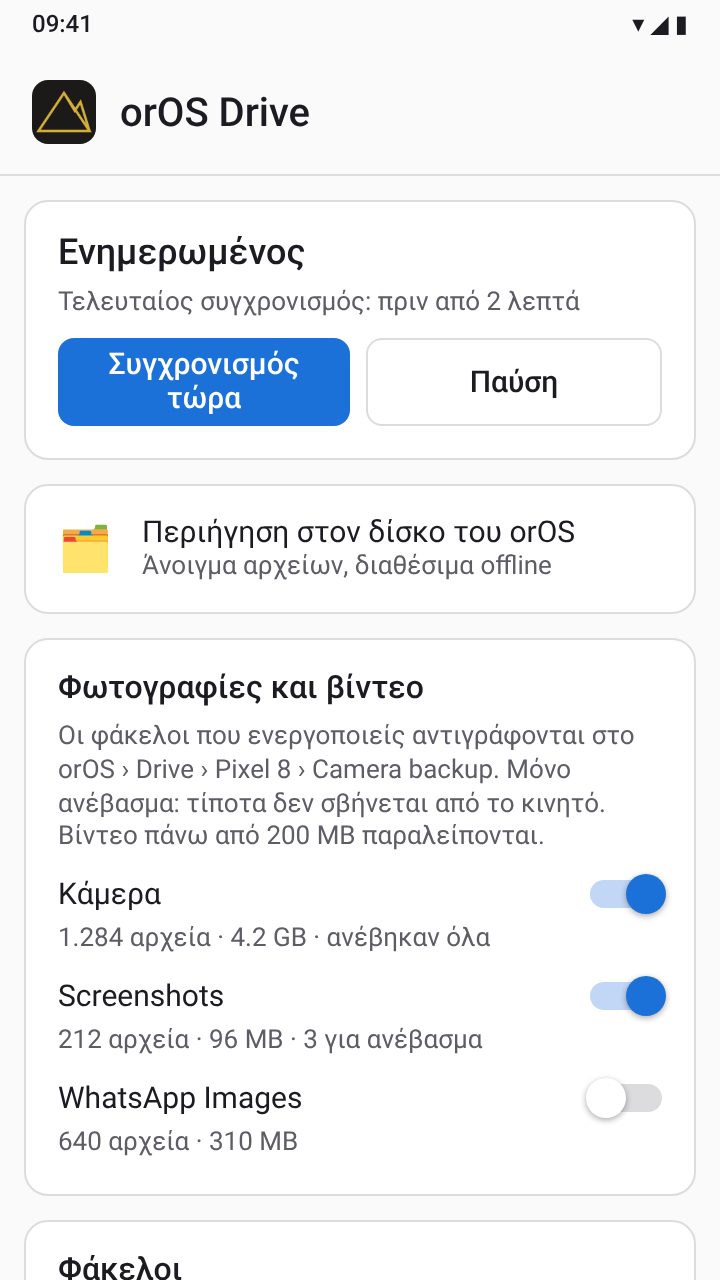 09:41
orOS Drive
Ενημερωμένος
Τελευταίος συγχρονισμός: πριν από 2 λεπτά
Συγχρονισμός
τώρα
Παύση
Περιήγηση στον δίσκο του orOS
Άνοιγμα αρχείων, διαθέσιμα offline
Φωτογραφίες και βίντεο
Οι φάκελοι που ενεργοποιείς αντιγράφονται στο
orOS › Drive › Pixel 8 › Camera backup. Μόνο
ανέβασμα: τίποτα δεν σβήνεται από το κινητό.
Βίντεο πάνω από 200 MB παραλείπονται.
Κάμερα
1.284 αρχεία · 4.2 GB · ανέβηκαν όλα
Screenshots
212 αρχεία · 96 MB · 3 για ανέβασμα
WhatsApp Images
640 αρχεία · 310 MB
Φάκελοι